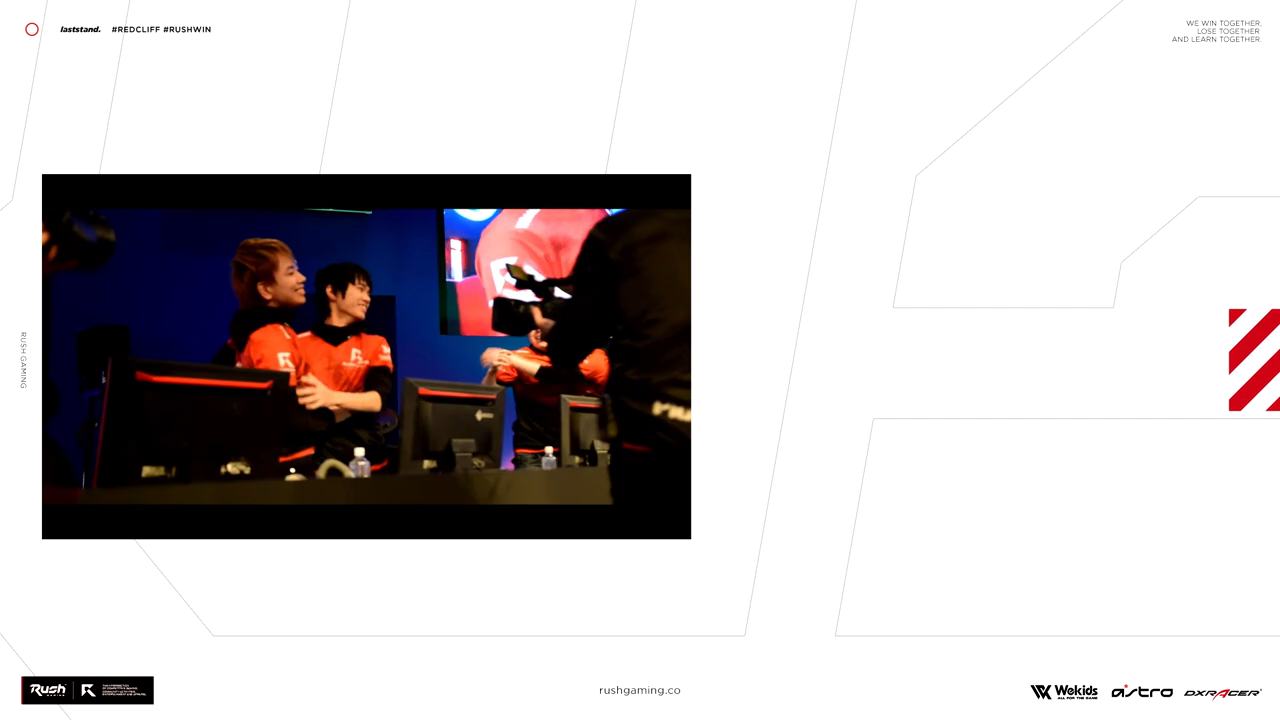 laststand. #REDCLIFF #RUSHWIN
WE WIN TOGETHER,
LOSE TOGETHER
AND LEARN TOGETHER.
RUSH GAMING
Rush
GAMING
rushgaming.co
Wekids
ALL FOR THE GAME
astro
DXRACER